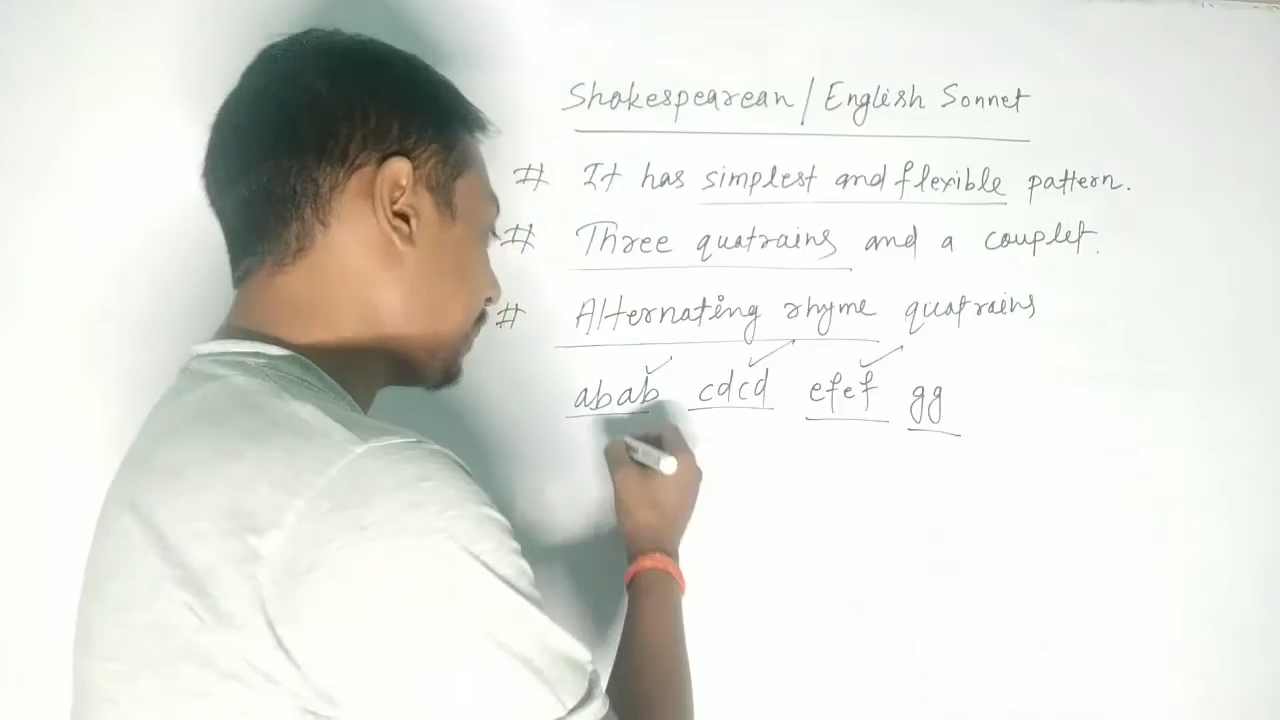 Shakespearean / English Sonnet
# It has simplest and flexible pattern.
# Three quatrains and a couplet.
# Alternating rhyme quatrains
abab cdcd efef gg